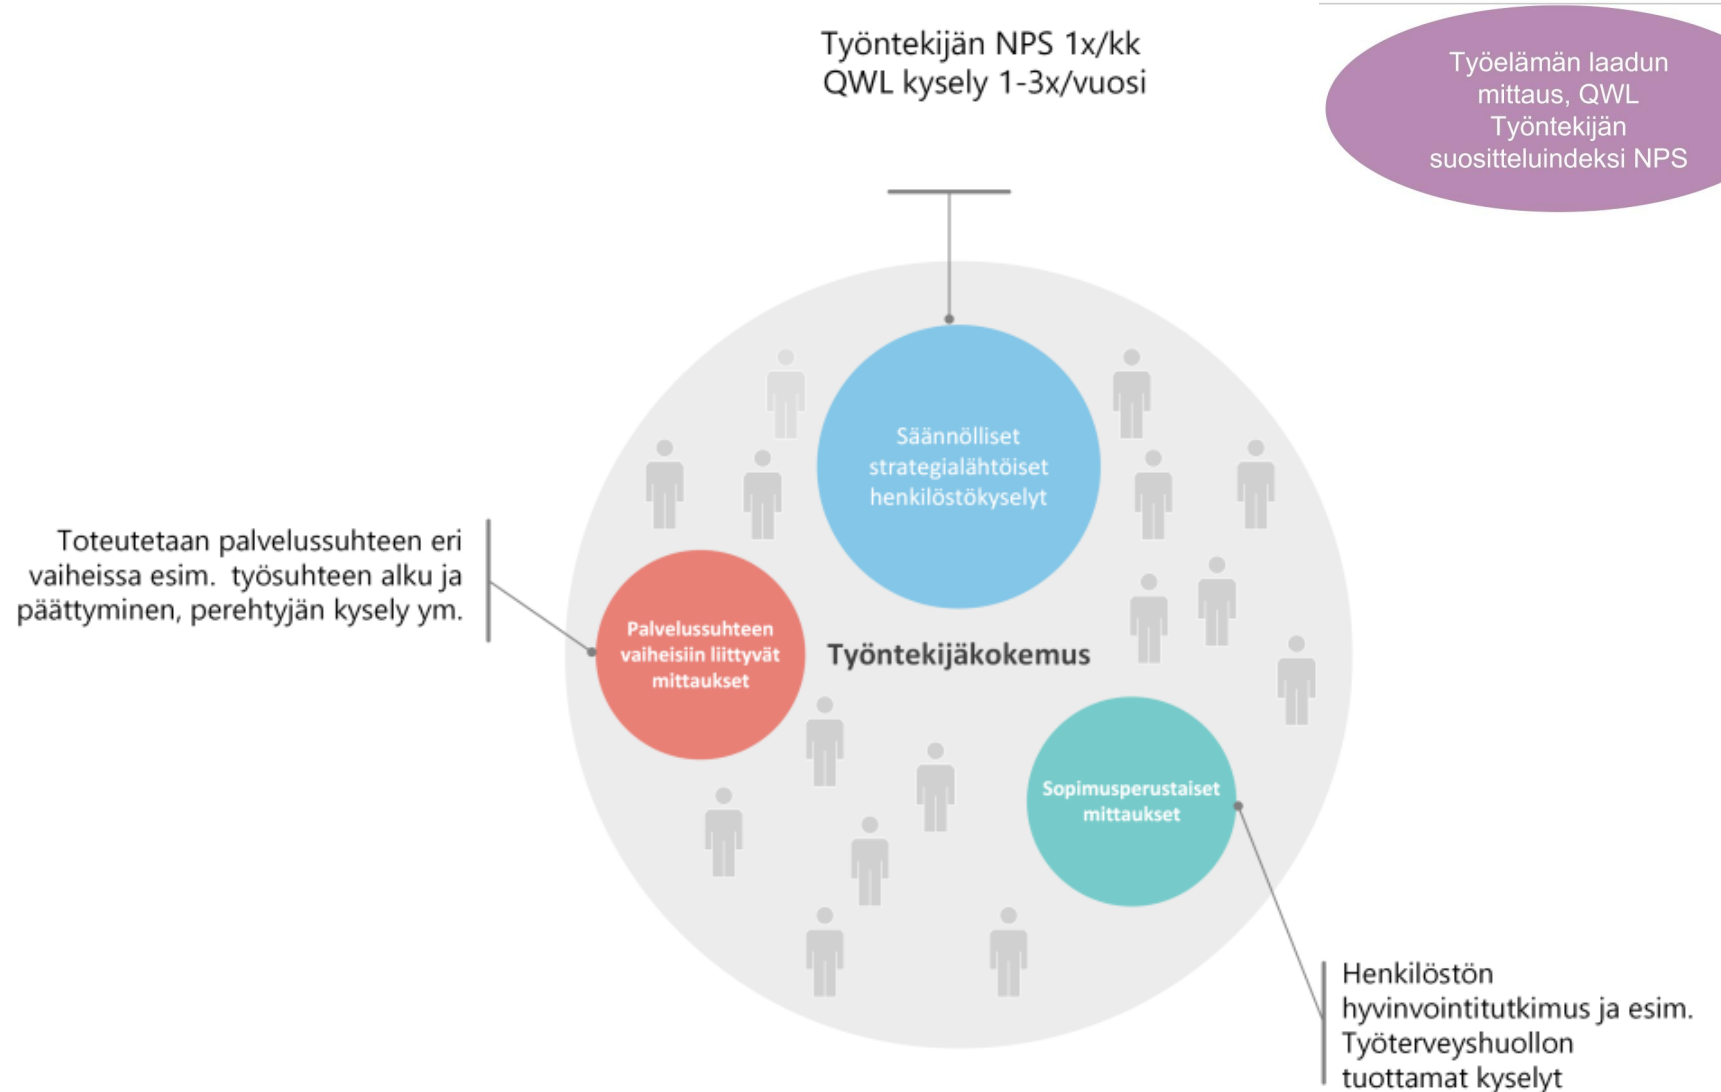 Työntekijän NPS 1x/kk
QWL kysely 1-3x/vuosi
Työelämän laadun
mittaus, QWL
Työntekijän
suositteluindeksi NPS
Säännölliset
strategialähtöiset
henkilöstökyselyt
Toteutetaan palvelussuhteen eri
vaiheissa esim. työsuhteen alku ja
päättyminen, perehtyjän kysely ym.
Palvelussuhteen
vaiheisiin liittyvät
mittaukset
Työntekijäkokemus
Sopimusperustaiset
mittaukset
Henkilöstön
hyvinvointitutkimus ja esim.
Työterveyshuollon
tuottamat kyselyt